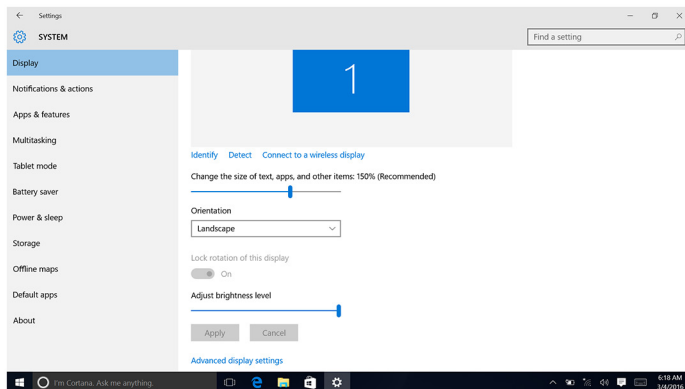 Settings
SYSTEM
Find a setting
Display
Notifications & actions
Apps & features
Multitasking
Tablet mode
Battery saver
Power & sleep
Storage
Offline maps
Default apps
About
1
Identify Detect Connect to a wireless display
Change the size of text, apps, and other items: 150% (Recommended)
Orientation
Landscape
Lock rotation of this display
On
Adjust brightness level
Apply Cancel
Advanced display settings
I'm Cortana. Ask me anything.
6:18 AM
3/4/2016